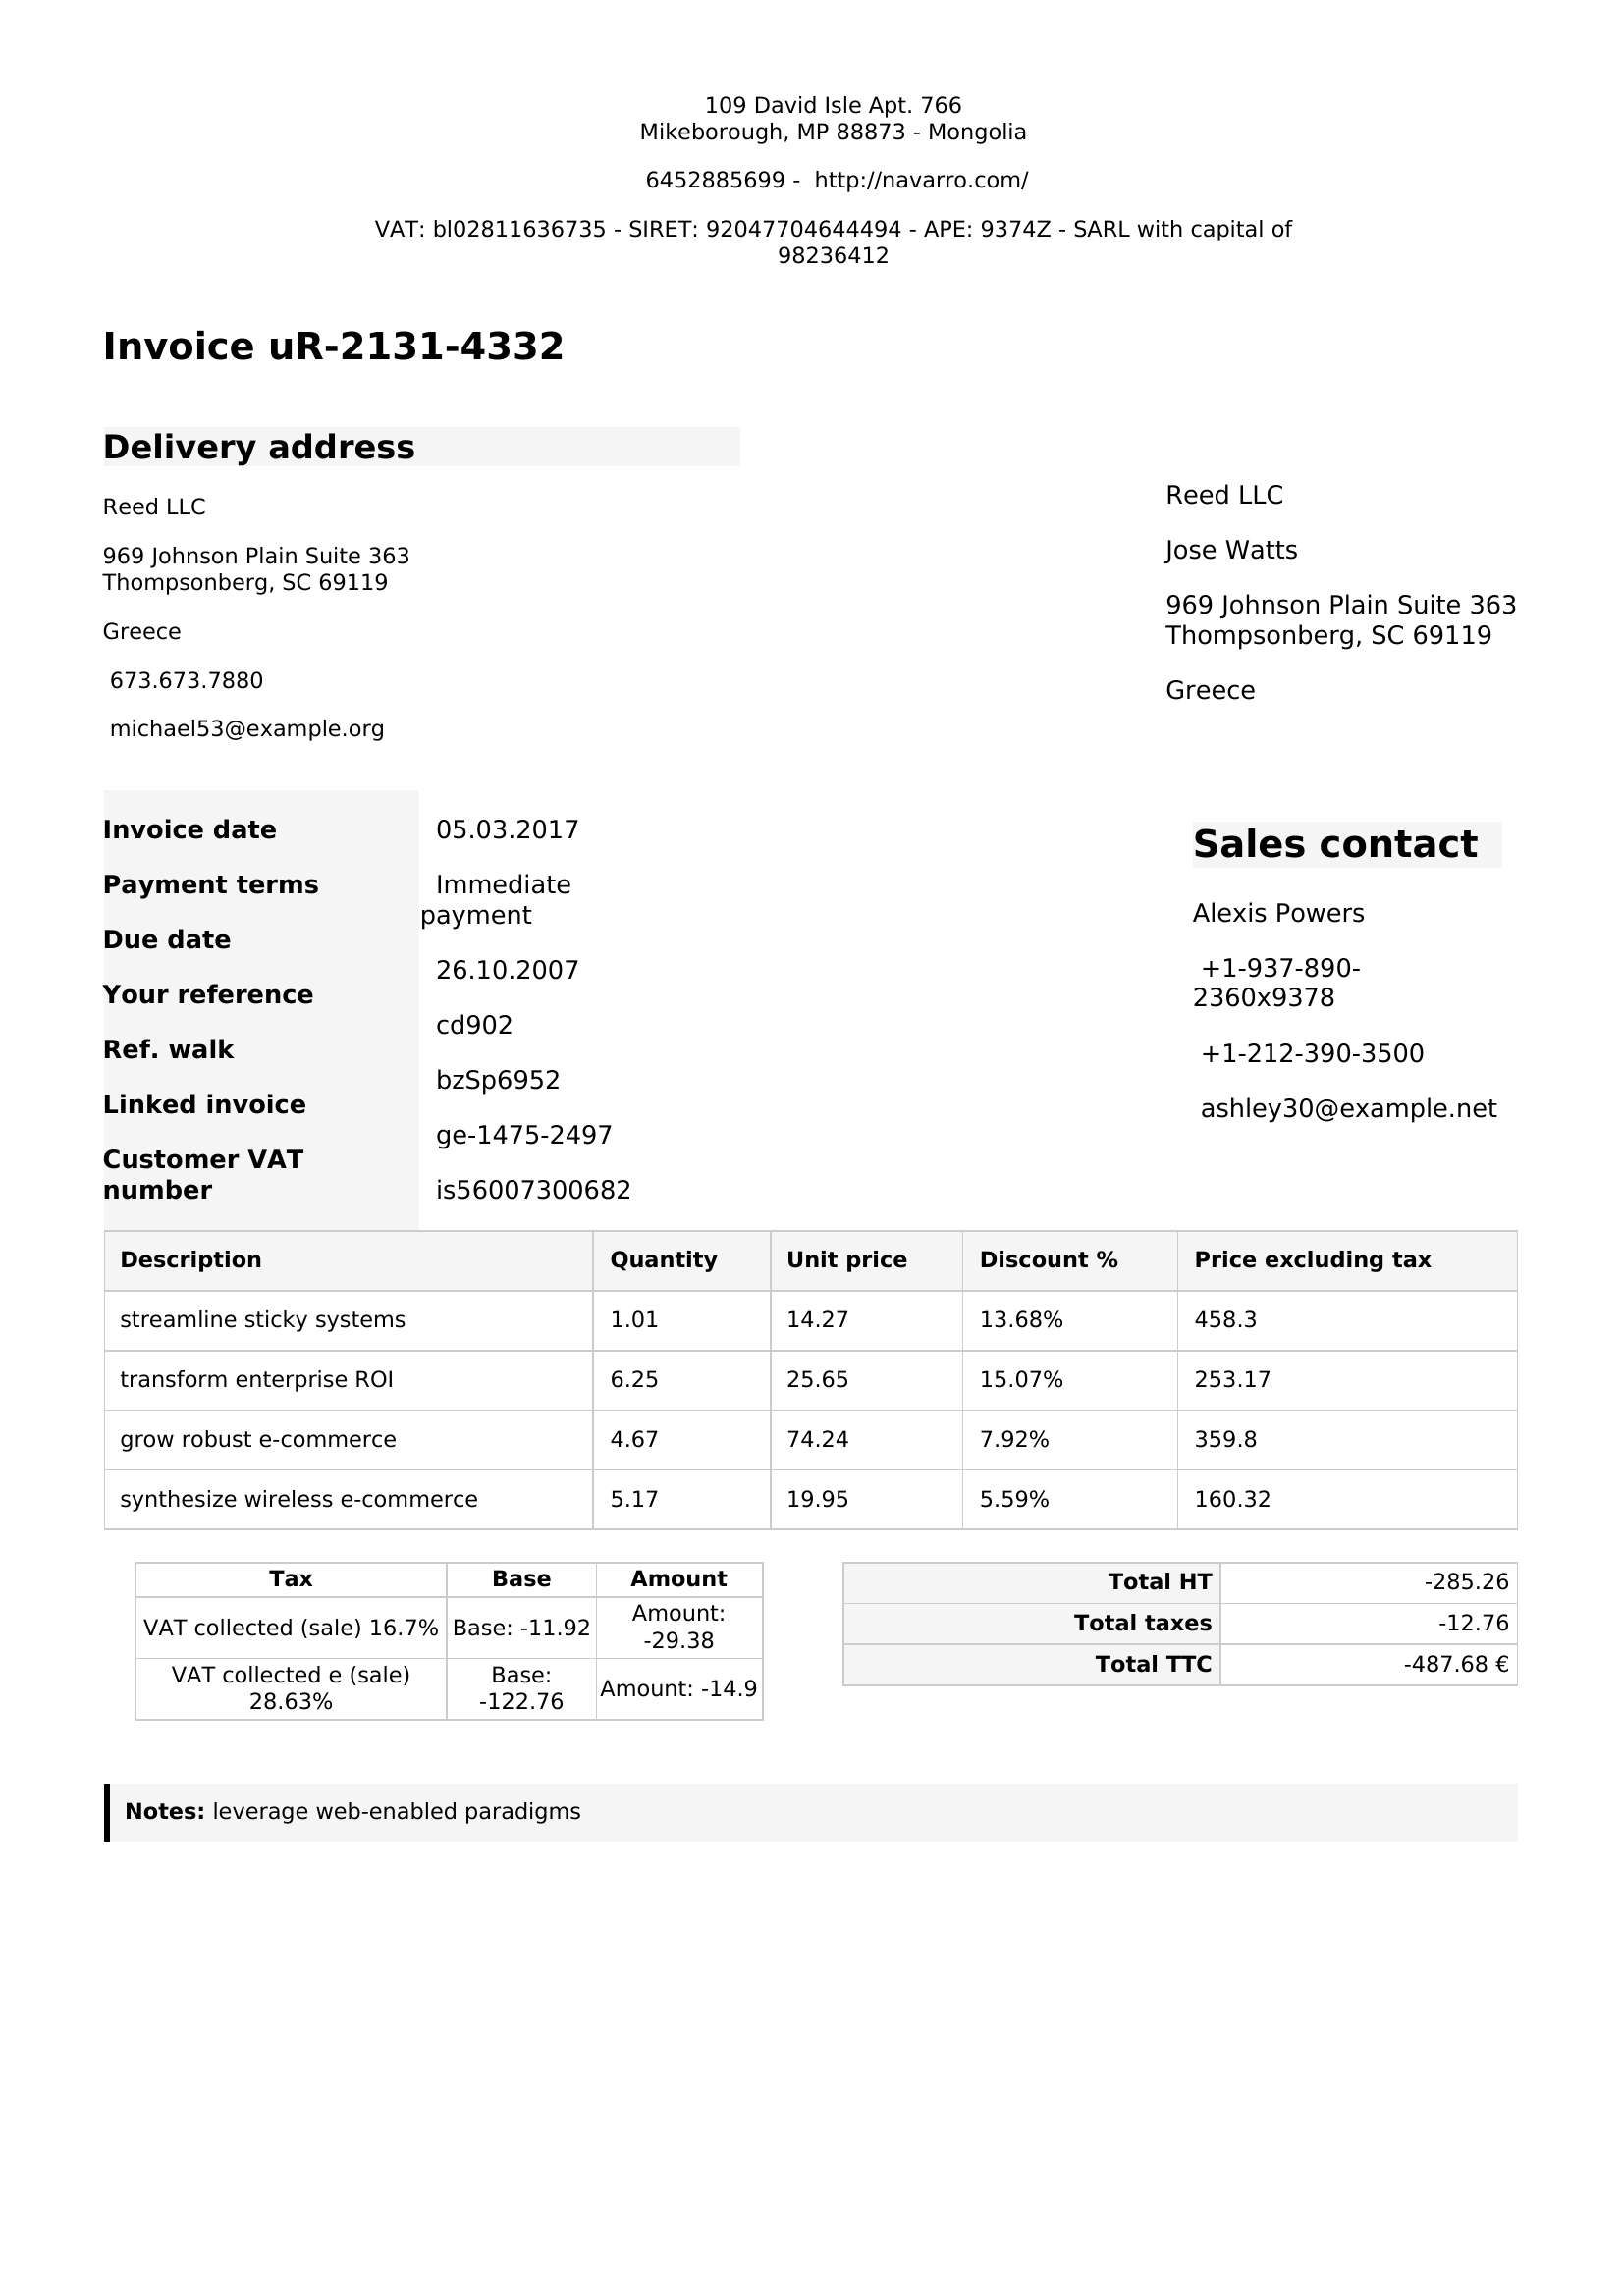 109 David Isle Apt. 766
Mikeborough, MP 88873 - Mongolia
6452885699 -  http://navarro.com/
VAT: bl02811636735 - SIRET: 92047704644494 - APE: 9374Z - SARL with capital of
98236412
Invoice uR-2131-4332
Delivery address
Reed LLC
969 Johnson Plain Suite 363
Thompsonberg, SC 69119
Greece
673.673.7880
michael53@example.org
Reed LLC
Jose Watts
969 Johnson Plain Suite 363
Thompsonberg, SC 69119
Greece
Invoice date
Payment terms
Due date
Your reference
Ref. walk
Linked invoice
Customer VAT
number
05.03.2017
Immediate
payment
26.10.2007
cd902
bzSp6952
ge-1475-2497
is56007300682
Sales contact
Alexis Powers
+1-937-890-
2360x9378
+1-212-390-3500
ashley30@example.net
Description Quantity Unit price Discount % Price excluding tax
streamline sticky systems 1.01 14.27 13.68% 458.3
transform enterprise ROI 6.25 25.65 15.07% 253.17
grow robust e-commerce 4.67 74.24 7.92% 359.8
synthesize wireless e-commerce 5.17 19.95 5.59% 160.32
Tax Base Amount
VAT collected (sale) 16.7% Base: -11.92 Amount:
-29.38
VAT collected e (sale)
28.63% Base:
-122.76 Amount: -14.9
Total HT -285.26
Total taxes -12.76
Total TTC -487.68 €
Notes: leverage web-enabled paradigms